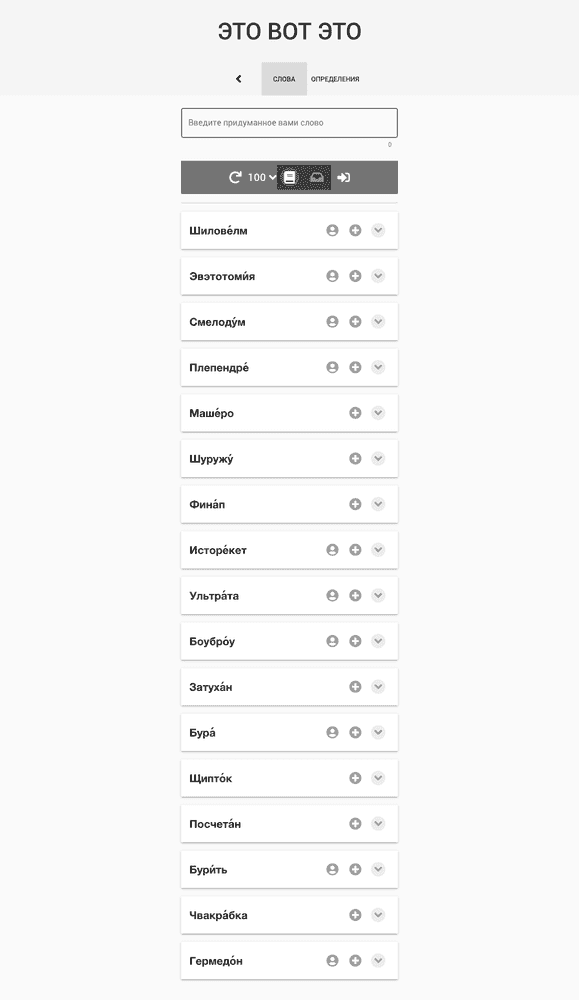 ЭТО ВОТ ЭТО
СЛОВА ОПРЕДЕЛЕНИЯ
Введите придуманное вами слово
0
100
Шилове́лм
Эвэтотоми́я
Смелоду́м
Плепендре́
Маше́ро
Шуружу́
Фина́п
Исторе́кет
Ультра́та
Боубро́у
Затуха́н
Бура́
Щипто́к
Посчета́н
Бури́ть
Чвакра́бка
Гермедо́н